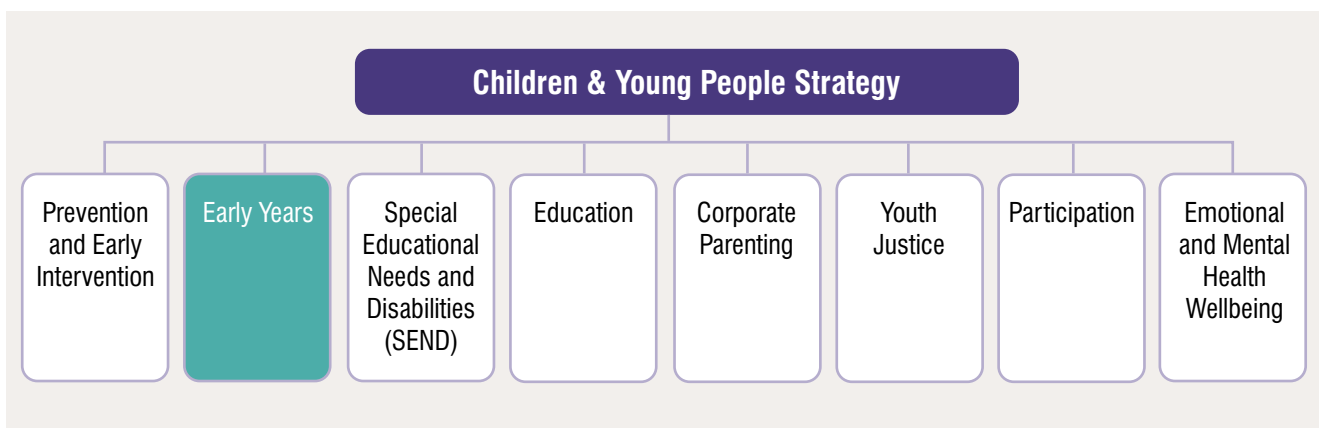 Children & Young People Strategy
Prevention
and Early
Intervention
Early Years
Special
Educational
Needs and
Disabilities
(SEND)
Education
Corporate
Parenting
Youth
Justice
Participation
Emotional
and Mental
Health
Wellbeing